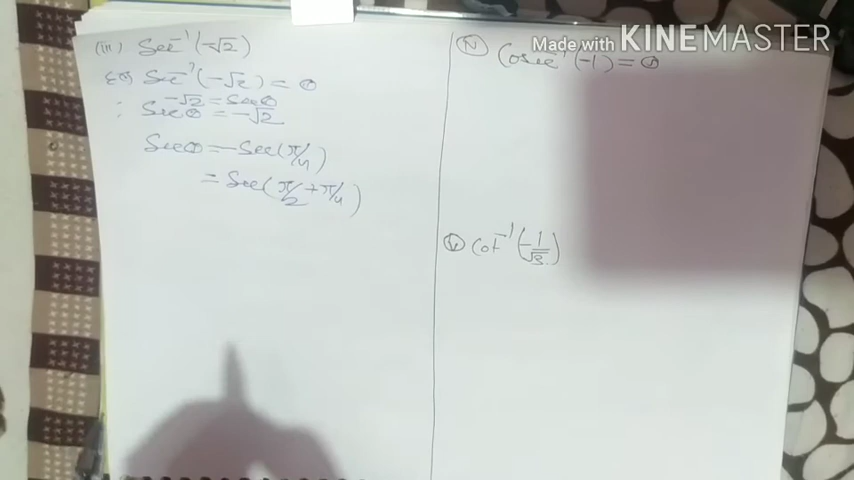 (iii) Sec⁻¹(-√2)
Sec⁻¹(-√2) = θ
-√2 = Secθ
∴ Secθ = -√2
Secθ = -Sec(π/4)
= Sec(π/2 + π/4)
(iv) Cosec⁻¹(-1) = θ
(v) Cot⁻¹(-1/√3)
Made with KINEMASTER